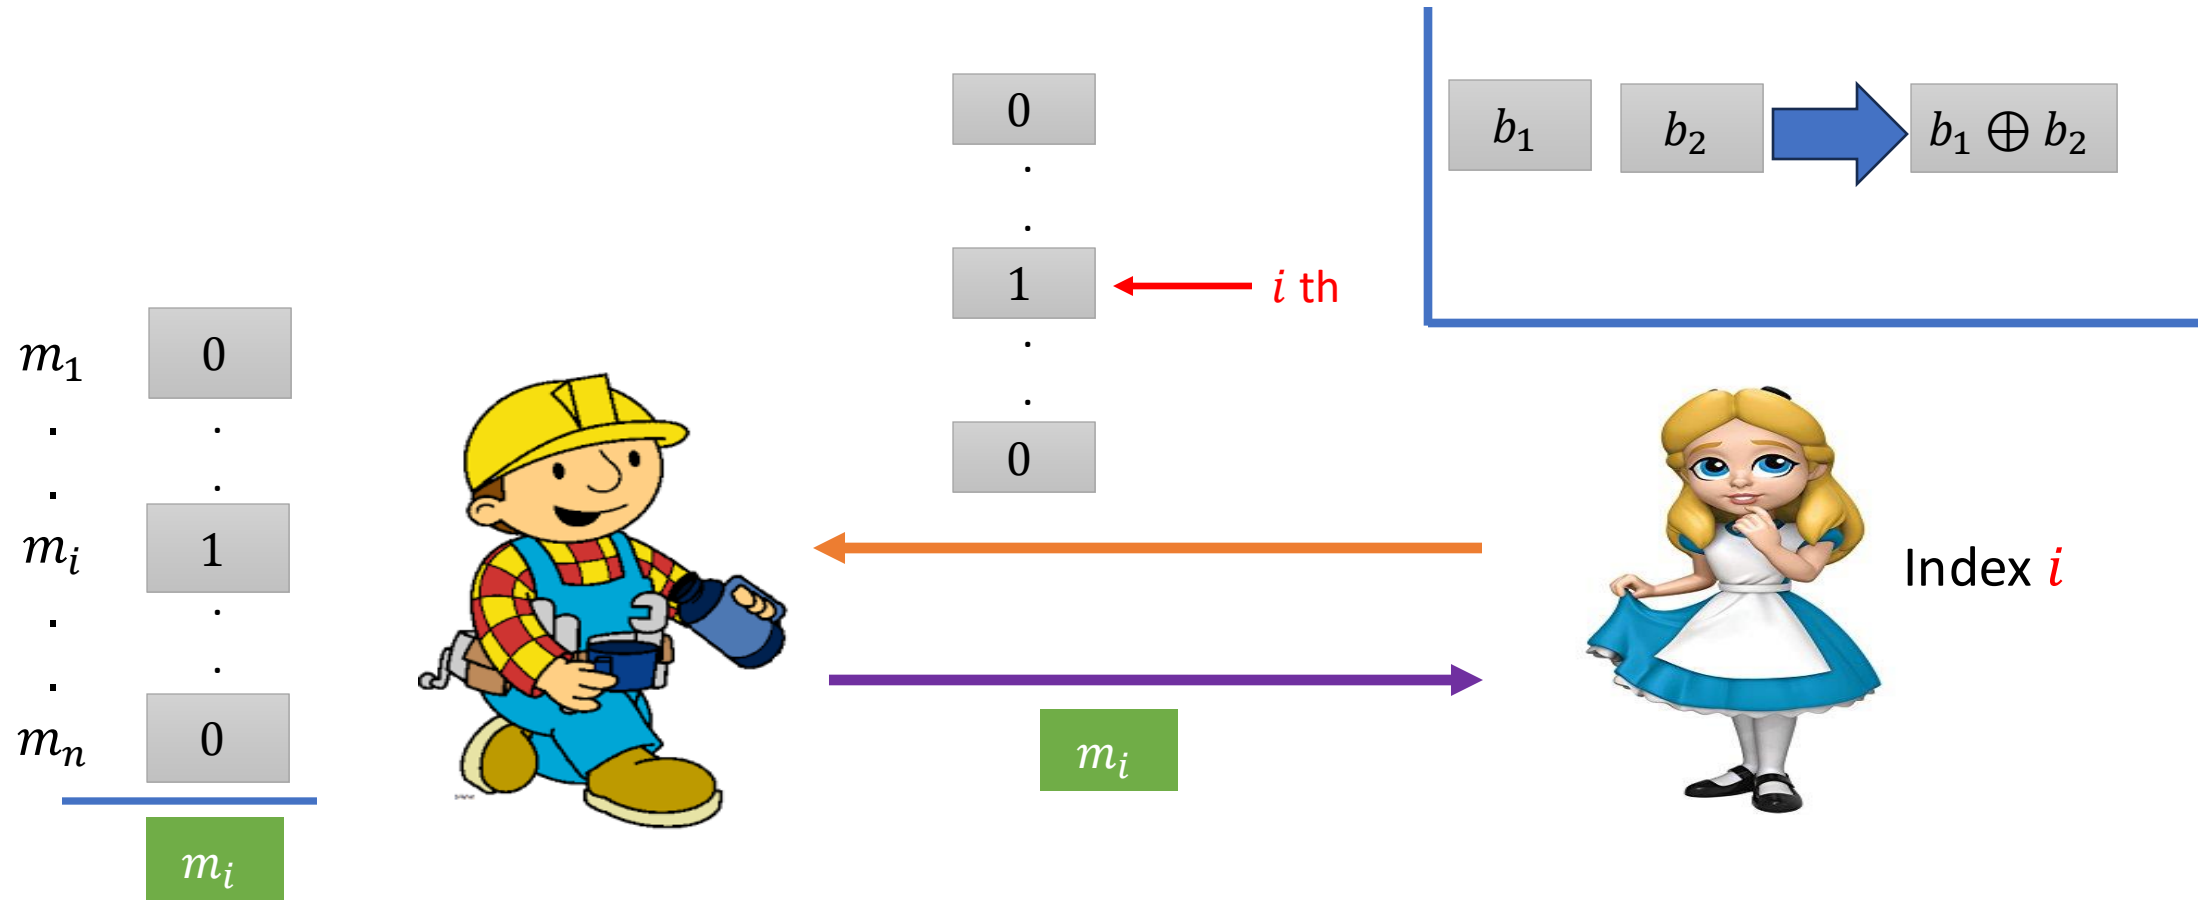 0
.
.
1
i th
.
.
0
b₁ b₂ b₁ ⊕ b₂
m₁ 0
. .
. .
mᵢ 1
. .
. .
mₙ 0
mᵢ
Index i
mᵢ